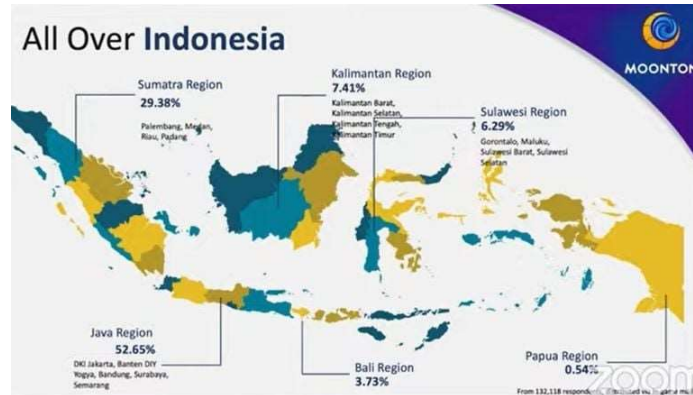 All Over Indonesia
MOONTON
Sumatra Region
29.38%
Palembang, Medan,
Riau, Padang
Kalimantan Region
7.41%
Kalimantan Barat,
Kalimantan Selatan,
Kalimantan Tengah,
Kalimantan Timur
Sulawesi Region
6.29%
Gorontalo, Maluku,
Sulawesi Barat, Sulawesi
Selatan
Java Region
52.65%
DKI Jakarta, Banten DIY
Yogya, Bandung, Surabaya,
Semarang
Bali Region
3.73%
Papua Region
0.54%
zoom
From 132,118